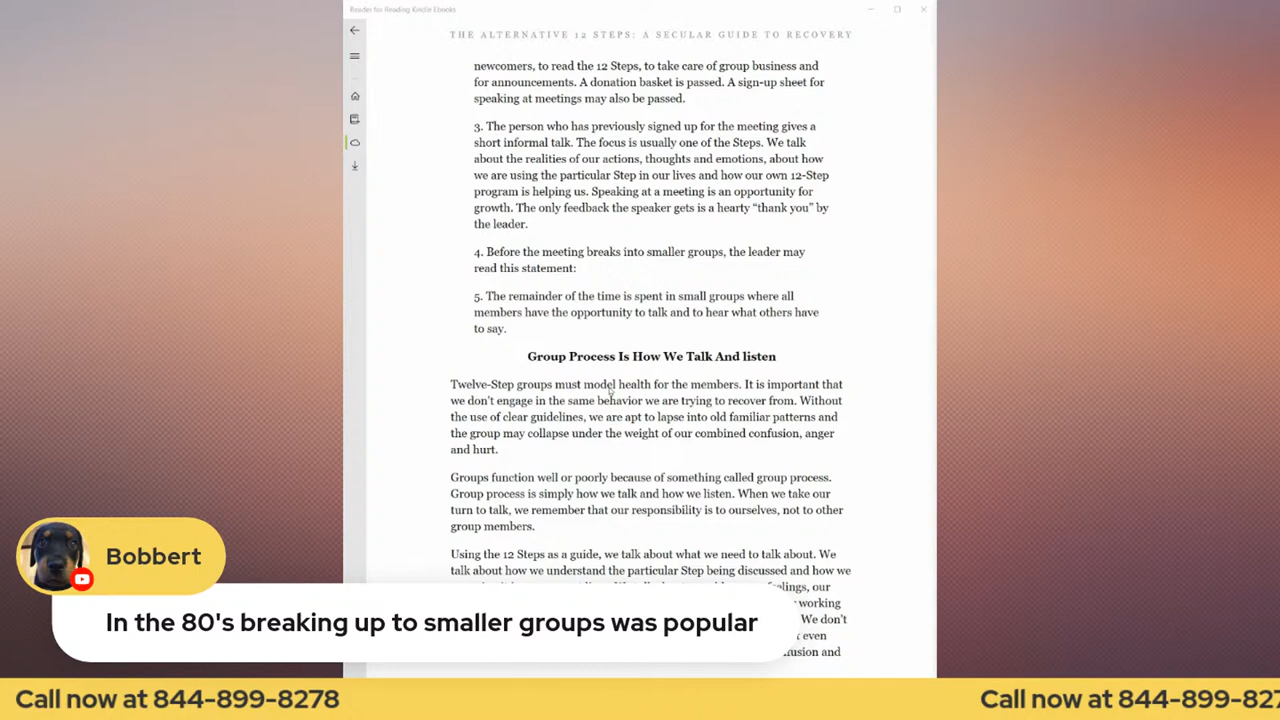 Reader for Reading Kindle Ebooks
THE ALTERNATIVE 12 STEPS: A SECULAR GUIDE TO RECOVERY
newcomers, to read the 12 Steps, to take care of group business and
for announcements. A donation basket is passed. A sign-up sheet for
speaking at meetings may also be passed.
3. The person who has previously signed up for the meeting gives a
short informal talk. The focus is usually one of the Steps. We talk
about the realities of our actions, thoughts and emotions, about how
we are using the particular Step in our lives and how our own 12-Step
program is helping us. Speaking at a meeting is an opportunity for
growth. The only feedback the speaker gets is a hearty “thank you” by
the leader.
4. Before the meeting breaks into smaller groups, the leader may
read this statement:
5. The remainder of the time is spent in small groups where all
members have the opportunity to talk and to hear what others have
to say.
Group Process Is How We Talk And listen
Twelve-Step groups must model health for the members. It is important that
we don’t engage in the same behavior we are trying to recover from. Without
the use of clear guidelines, we are apt to lapse into old familiar patterns and
the group may collapse under the weight of our combined confusion, anger
and hurt.
Groups function well or poorly because of something called group process.
Group process is simply how we talk and how we listen. When we take our
turn to talk, we remember that our responsibility is to ourselves, not to other
group members.
Using the 12 Steps as a guide, we talk about what we need to talk about. We
talk about how we understand the particular Step being discussed and how we
our
working
We don’t
even
and
Bobbert
In the 80's breaking up to smaller groups was popular
Call now at 844-899-8278
Call now at 844-899-827